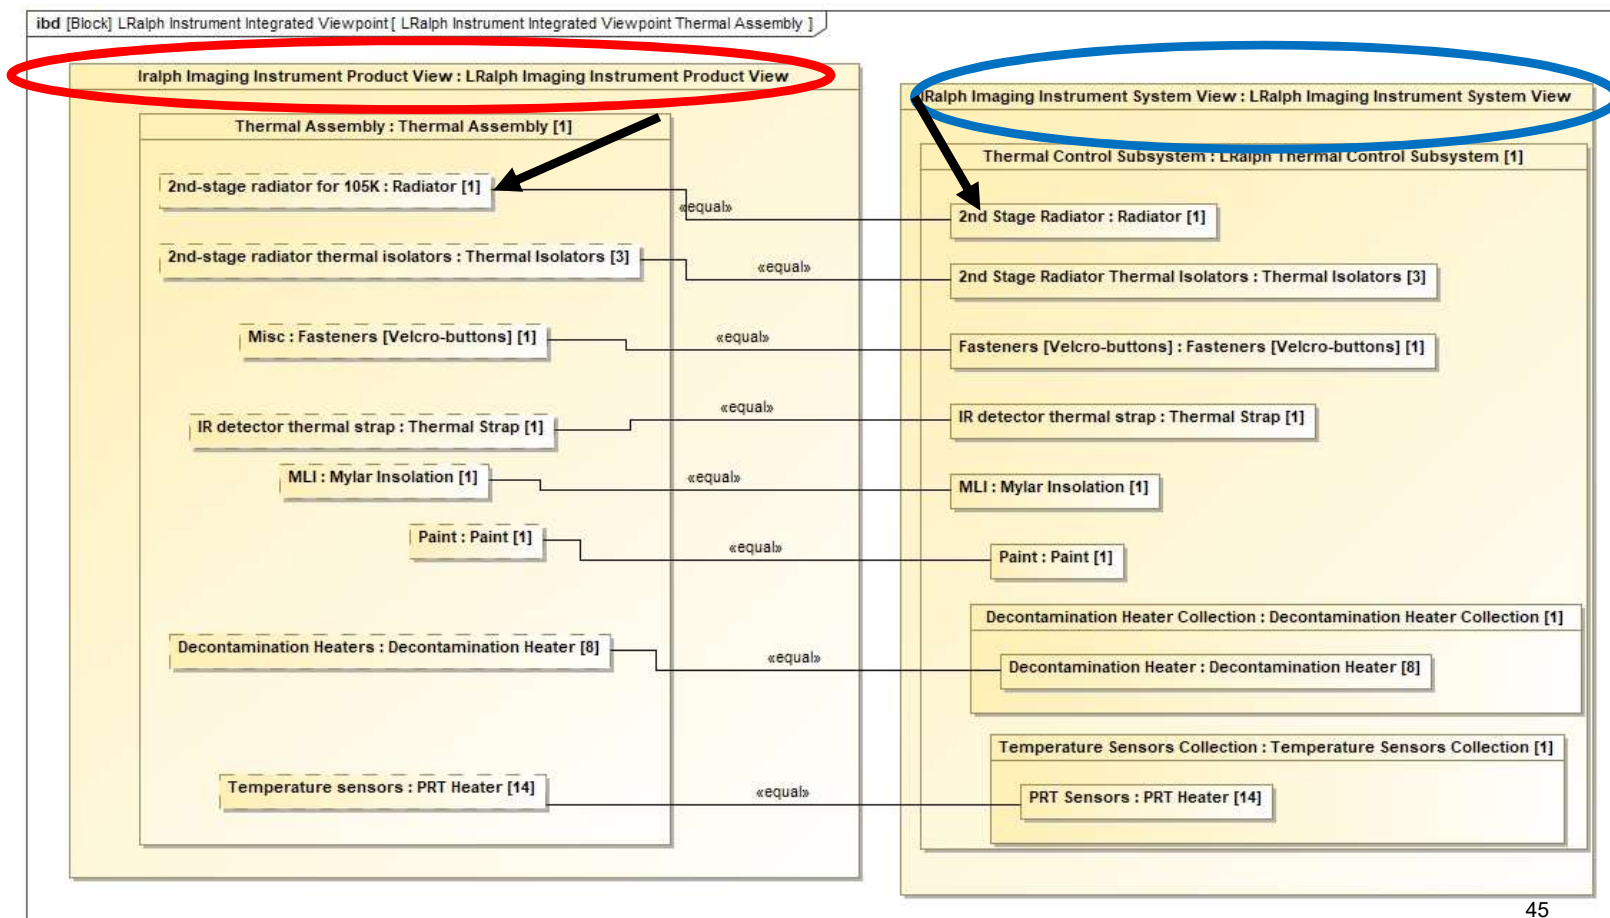 ibd [Block] LRalph Instrument Integrated Viewpoint [ LRalph Instrument Integrated Viewpoint Thermal Assembly ]
lralph Imaging Instrument Product View : LRalph Imaging Instrument Product View
Thermal Assembly : Thermal Assembly [1]
2nd-stage radiator for 105K : Radiator [1]
2nd-stage radiator thermal isolators : Thermal Isolators [3]
Misc : Fasteners [Velcro-buttons] [1]
IR detector thermal strap : Thermal Strap [1]
MLI : Mylar Insolation [1]
Paint : Paint [1]
Decontamination Heaters : Decontamination Heater [8]
Temperature sensors : PRT Heater [14]
«equal»
«equal»
«equal»
«equal»
«equal»
«equal»
«equal»
«equal»
lRalph Imaging Instrument System View : LRalph Imaging Instrument System View
Thermal Control Subsystem : LRalph Thermal Control Subsystem [1]
2nd Stage Radiator : Radiator [1]
2nd Stage Radiator Thermal Isolators : Thermal Isolators [3]
Fasteners [Velcro-buttons] : Fasteners [Velcro-buttons] [1]
IR detector thermal strap : Thermal Strap [1]
MLI : Mylar Insolation [1]
Paint : Paint [1]
Decontamination Heater Collection : Decontamination Heater Collection [1]
Decontamination Heater : Decontamination Heater [8]
Temperature Sensors Collection : Temperature Sensors Collection [1]
PRT Sensors : PRT Heater [14]
45